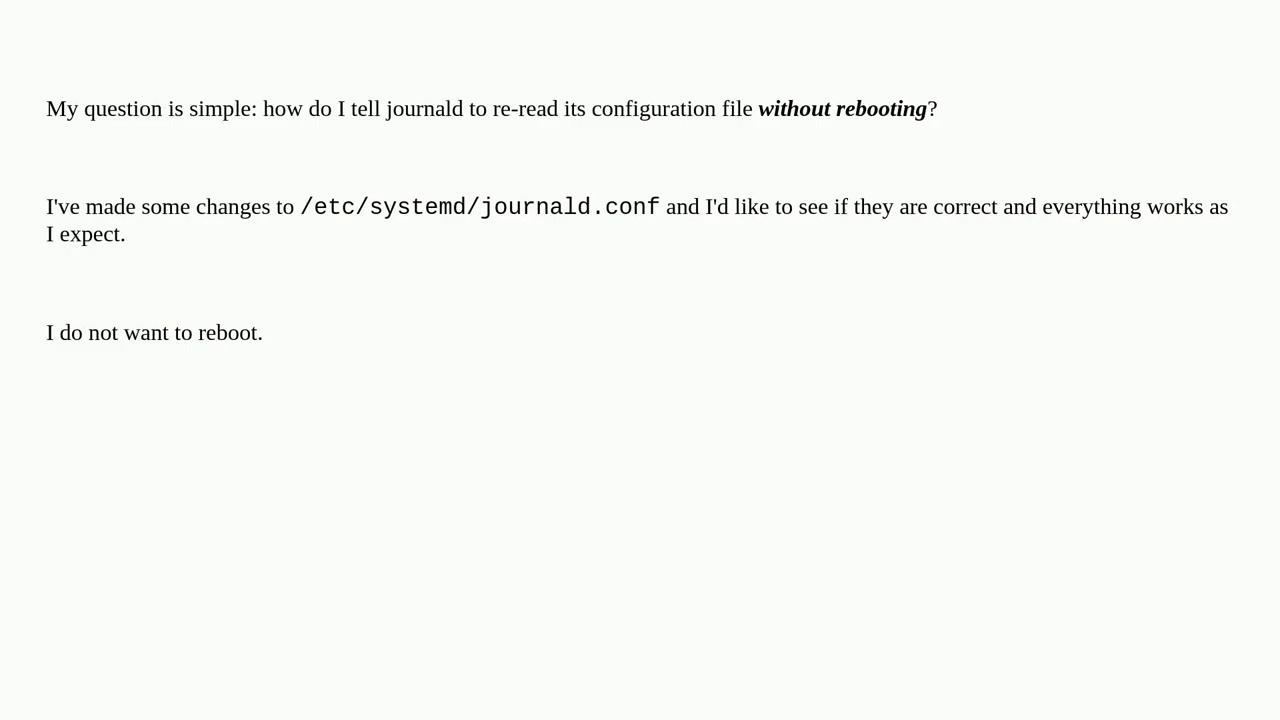 My question is simple: how do I tell journald to re-read its configuration file without rebooting?
I've made some changes to /etc/systemd/journald.conf and I'd like to see if they are correct and everything works as
I expect.
I do not want to reboot.